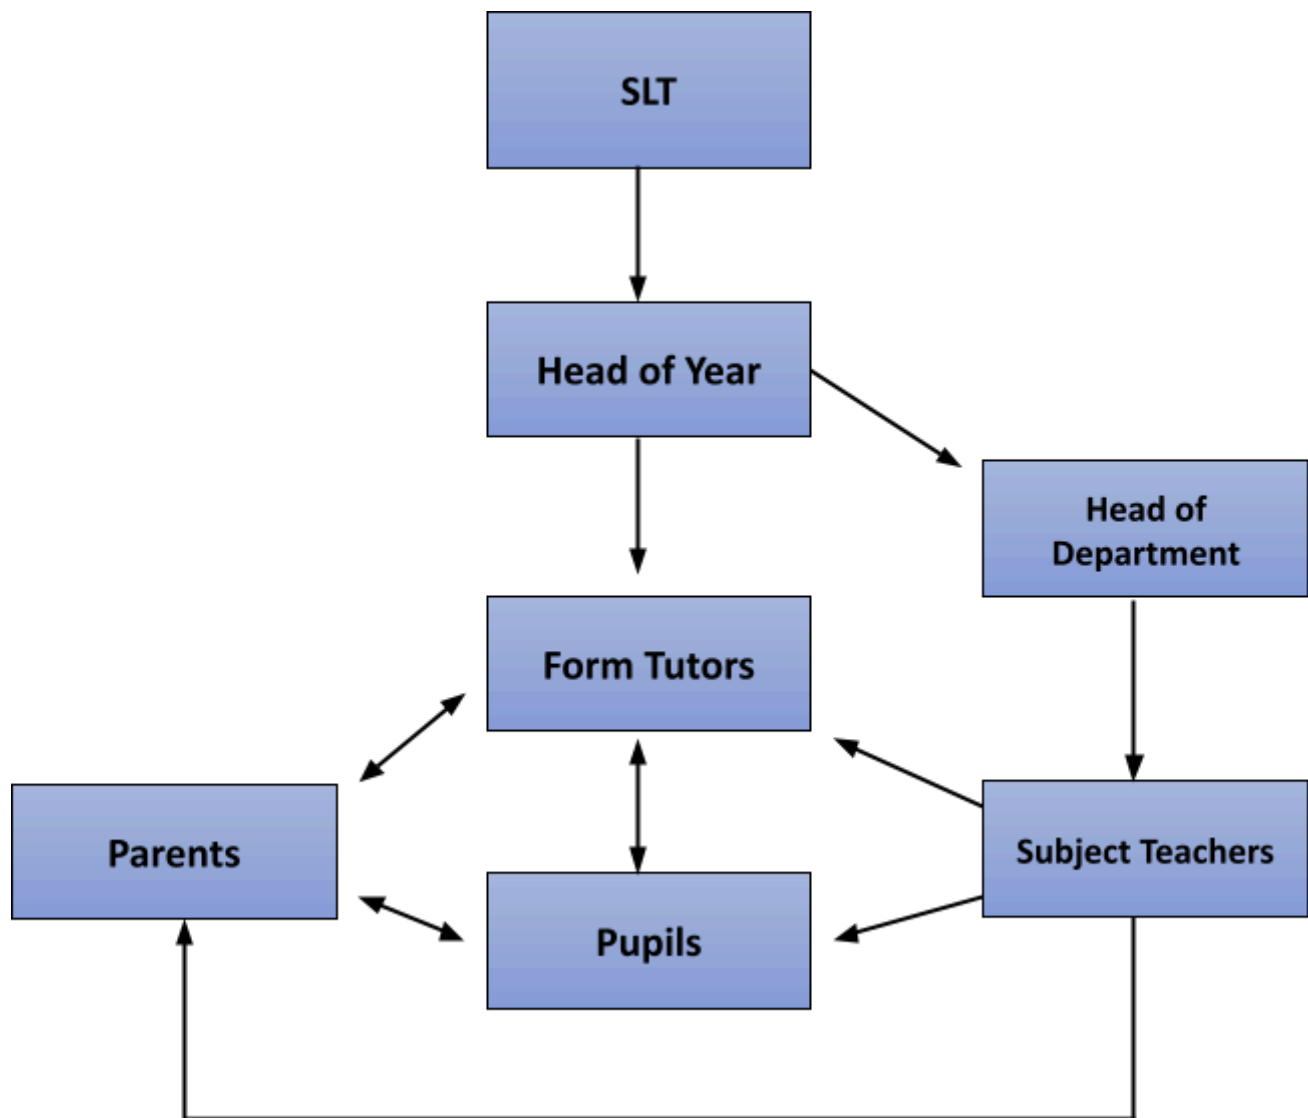 SLT
Head of Year
Head of
Department
Form Tutors
Parents
Subject Teachers
Pupils